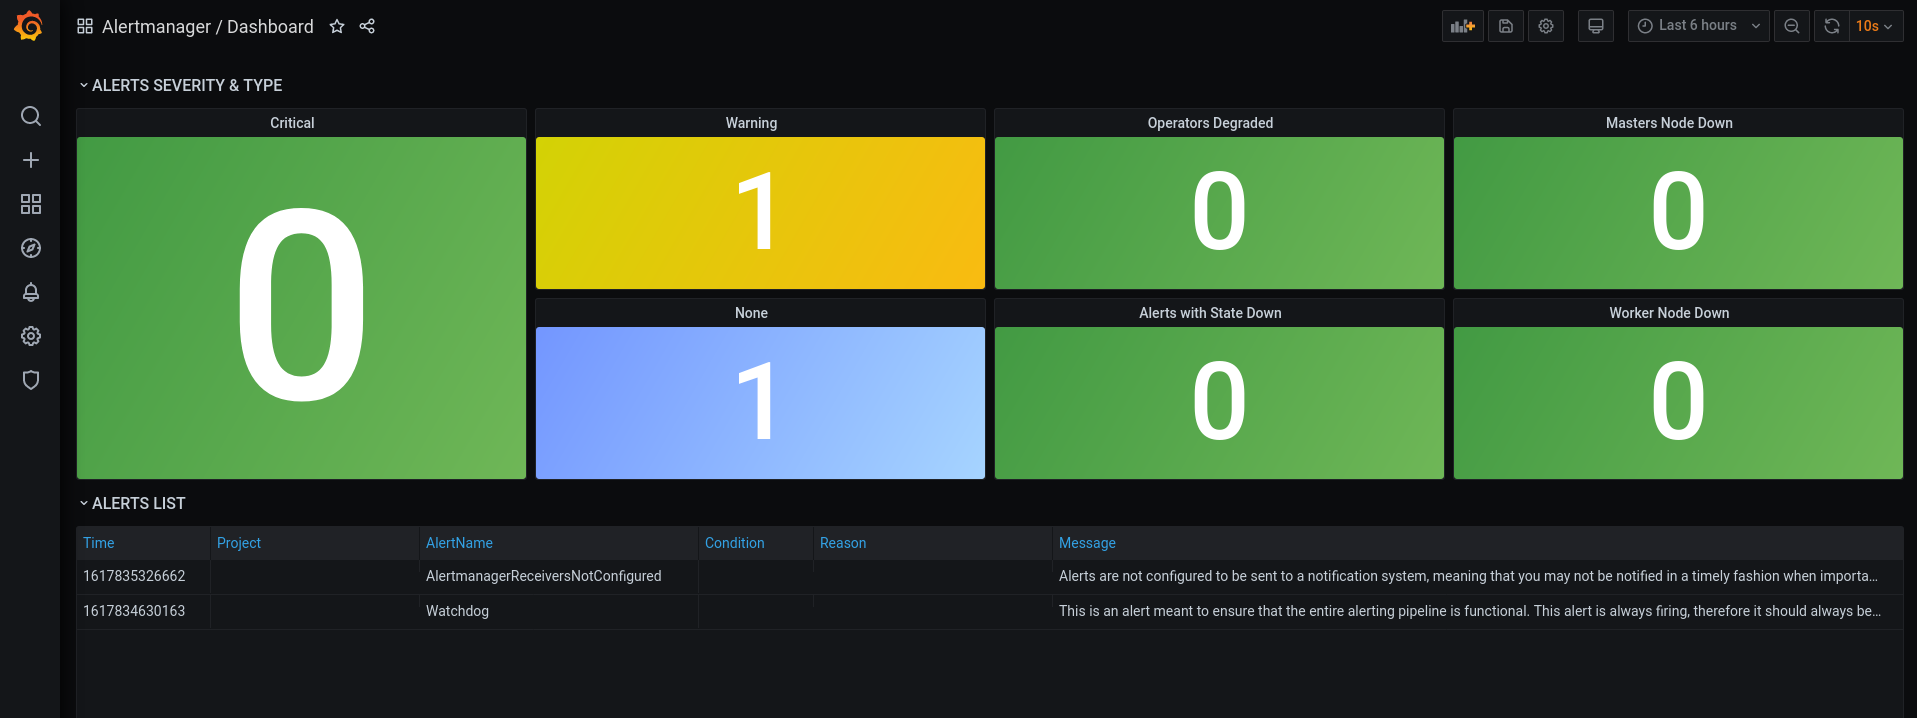 Alertmanager / Dashboard
Last 6 hours
10s
ALERTS SEVERITY & TYPE
Critical
0
Warning
1
Operators Degraded
0
Masters Node Down
0
None
1
Alerts with State Down
0
Worker Node Down
0
ALERTS LIST
Time Project AlertName Condition Reason Message
1617835326662 AlertmanagerReceiversNotConfigured Alerts are not configured to be sent to a notification system, meaning that you may not be notified in a timely fashion when importa...
1617834630163 Watchdog This is an alert meant to ensure that the entire alerting pipeline is functional. This alert is always firing, therefore it should always be...